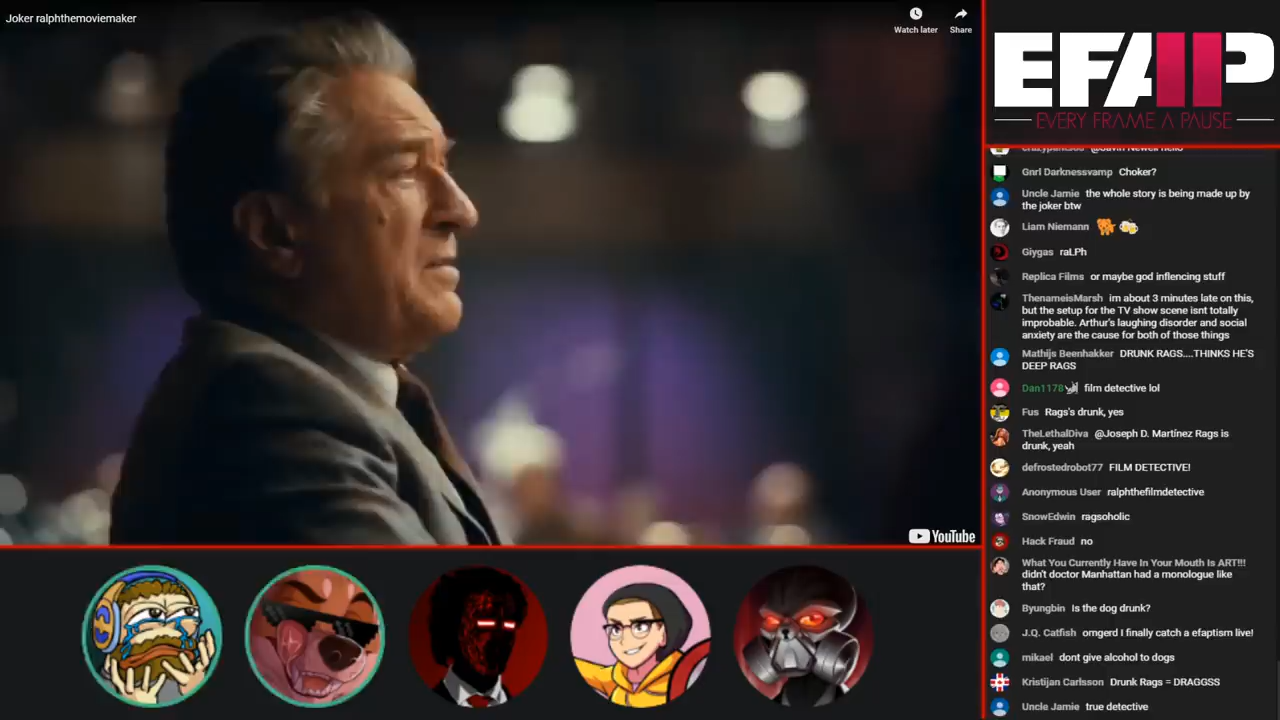 Joker ralphthemoviemaker
Watch later
Share
YouTube
EFAP
EVERY FRAME A PAUSE
Gnrl Darknessvamp Choker?
Uncle Jamie the whole story is being made up by
the joker btw
Liam Niemann
Giygas raLPh
Replica Films or maybe god inflencing stuff
ThenameisMarsh im about 3 minutes late on this,
but the setup for the TV show scene isnt totally
improbable. Arthur's laughing disorder and social
anxiety are the cause for both of those things
Mathijs Beenhakker DRUNK RAGS....THINKS HE'S
DEEP RAGS
Dan1178 film detective lol
Fus Rags's drunk, yes
TheLethalDiva @Joseph D. Martínez Rags is
drunk, yeah
defrostedrobot77 FILM DETECTIVE!
Anonymous User ralphthefilmdetective
SnowEdwin ragsoholic
Hack Fraud no
What You Currently Have In Your Mouth Is ART!!!
didn't doctor Manhattan had a monologue like
that?
Byungbin Is the dog drunk?
J.Q. Catfish omgerd I finally catch a efaptism live!
mikael dont give alcohol to dogs
Kristijan Carlsson Drunk Rags = DRAGGSS
Uncle Jamie true detective